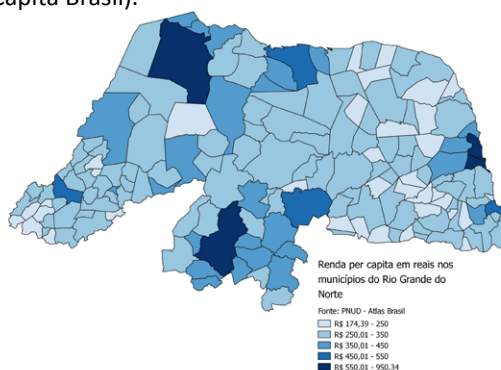 capita Brasil).
Renda per capita em reais nos
municípios do Rio Grande do
Norte
Fonte: PNUD - Atlas Brasil
R$ 174,39 - 250
R$ 250,01 - 350
R$ 350,01 - 450
R$ 450,01 - 550
R$ 550,01 - 950,34